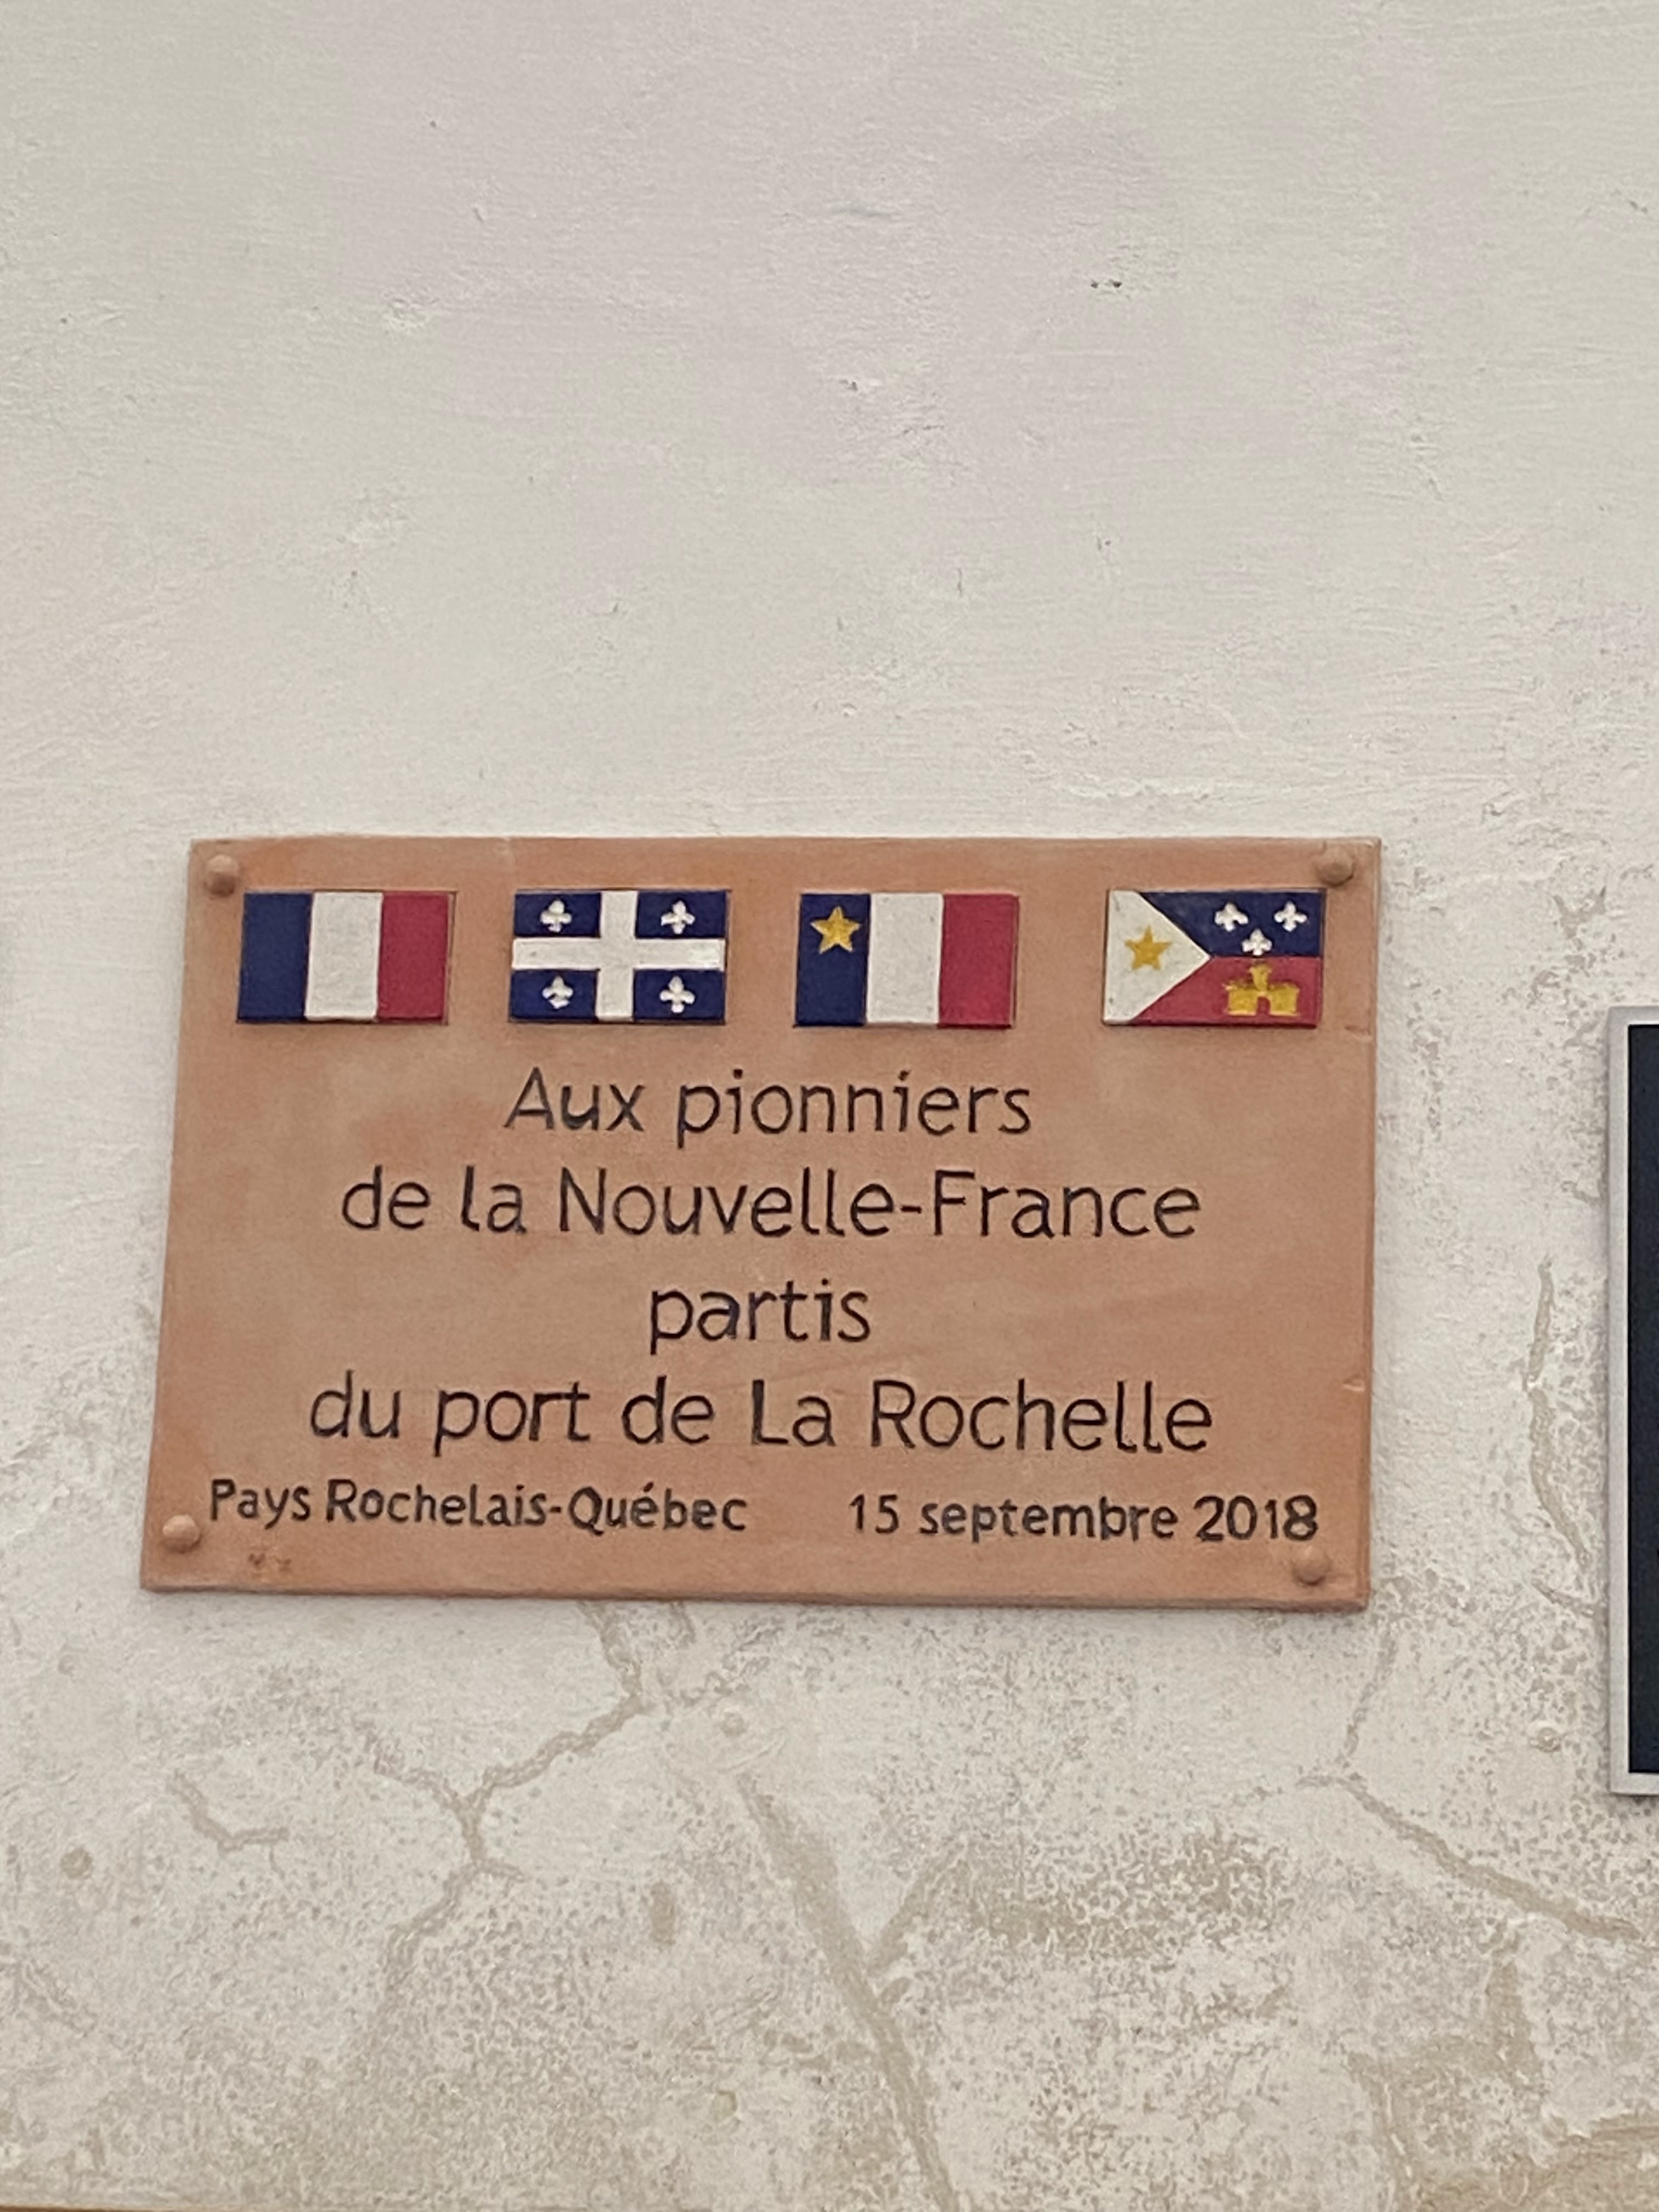 Aux pionniers
de la Nouvelle-France
partis
du port de La Rochelle
Pays Rochelais-Québec 15 septembre 2018